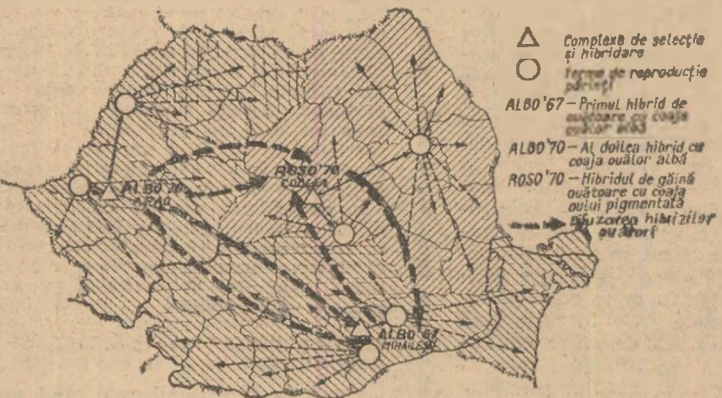 Complexe de selecție
și hibridare
ferme de reproducție
părinți
ALBO'67 – Primul hibrid de
ouătoare cu coaja
ouălor albă
ALBO'70 – Al doilea hibrid cu
coaja ouălor albă
ROSO'70 – Hibridul de găină
ouătoare cu coaja
oului pigmentată
Difuzarea hibrizilor
ouători
ROSO'70
CODLEA
ALBO'70
ARAD
ALBO'67
MIHĂILEȘTI